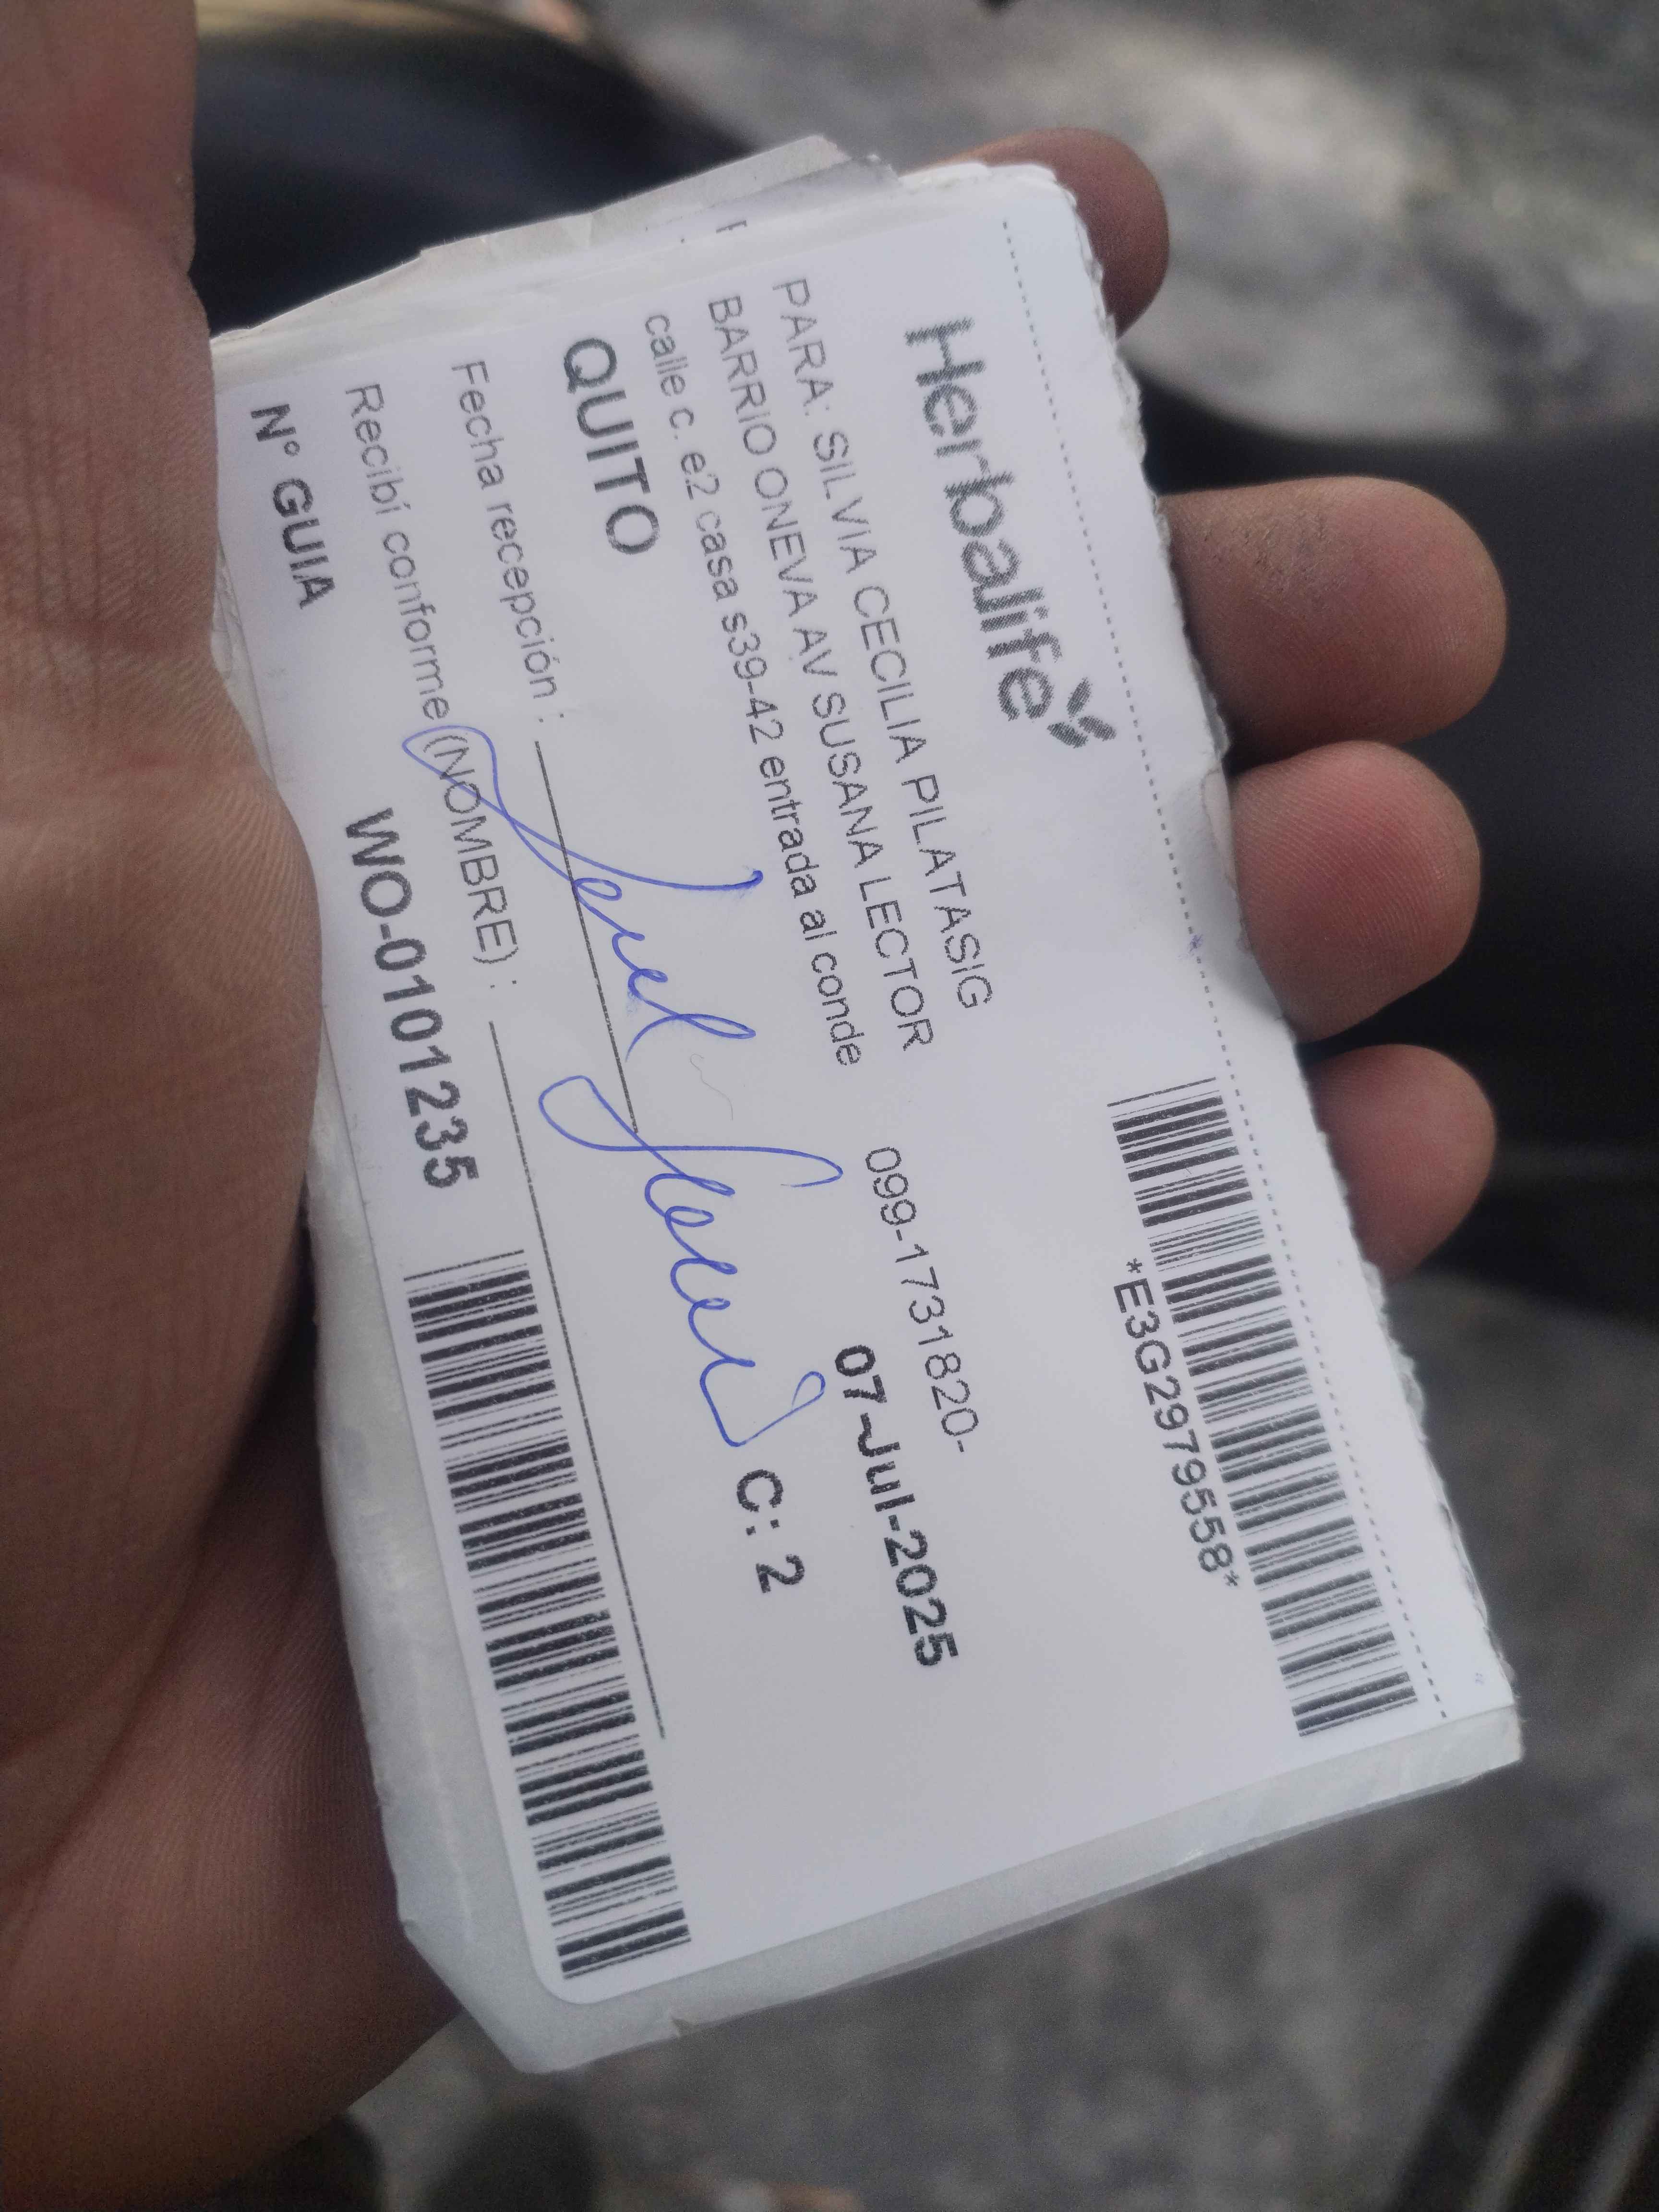 Herbalife
*E3G2979558*
PARA: SILVIA CECILIA PILATASIG
BARRIO ONEVA AV SUSANA LECTOR
099-1731820-
calle c. e2 casa s39-42 entrada al conde
07-Jul-2025
QUITO
C: 2
Fecha recepción :
Recibí conforme (NOMBRE) :
N° GUIA WO-0101235